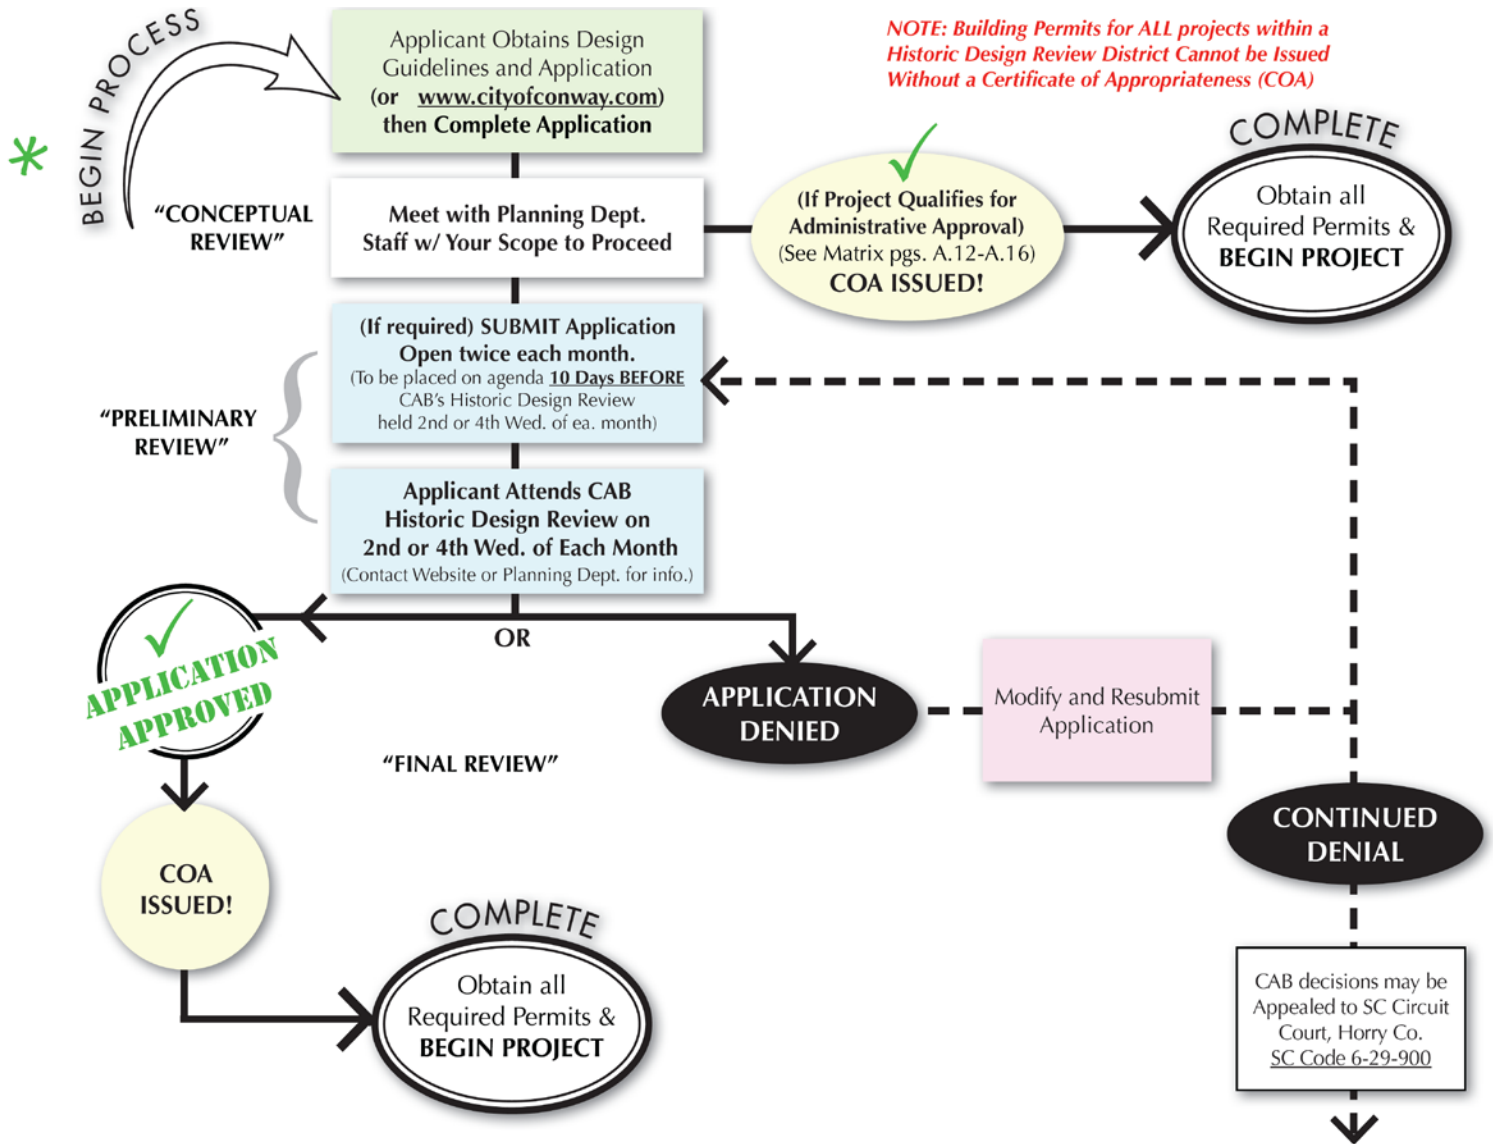 BEGIN PROCESS
*
Applicant Obtains Design
Guidelines and Application
(or www.cityofconway.com)
then Complete Application
NOTE: Building Permits for ALL projects within a
Historic Design Review District Cannot be Issued
Without a Certificate of Appropriateness (COA)
"CONCEPTUAL
REVIEW"
Meet with Planning Dept.
Staff w/ Your Scope to Proceed
(If Project Qualifies for
Administrative Approval)
(See Matrix pgs. A.12-A.16)
COA ISSUED!
COMPLETE
Obtain all
Required Permits &
BEGIN PROJECT
"PRELIMINARY
REVIEW"
(If required) SUBMIT Application
Open twice each month.
(To be placed on agenda 10 Days BEFORE
CAB's Historic Design Review
held 2nd or 4th Wed. of ea. month)
Applicant Attends CAB
Historic Design Review on
2nd or 4th Wed. of Each Month
(Contact Website or Planning Dept. for info.)
OR
APPLICATION
APPROVED
APPLICATION
DENIED
Modify and Resubmit
Application
"FINAL REVIEW"
CONTINUED
DENIAL
COA
ISSUED!
COMPLETE
Obtain all
Required Permits &
BEGIN PROJECT
CAB decisions may be
Appealed to SC Circuit
Court, Horry Co.
SC Code 6-29-900